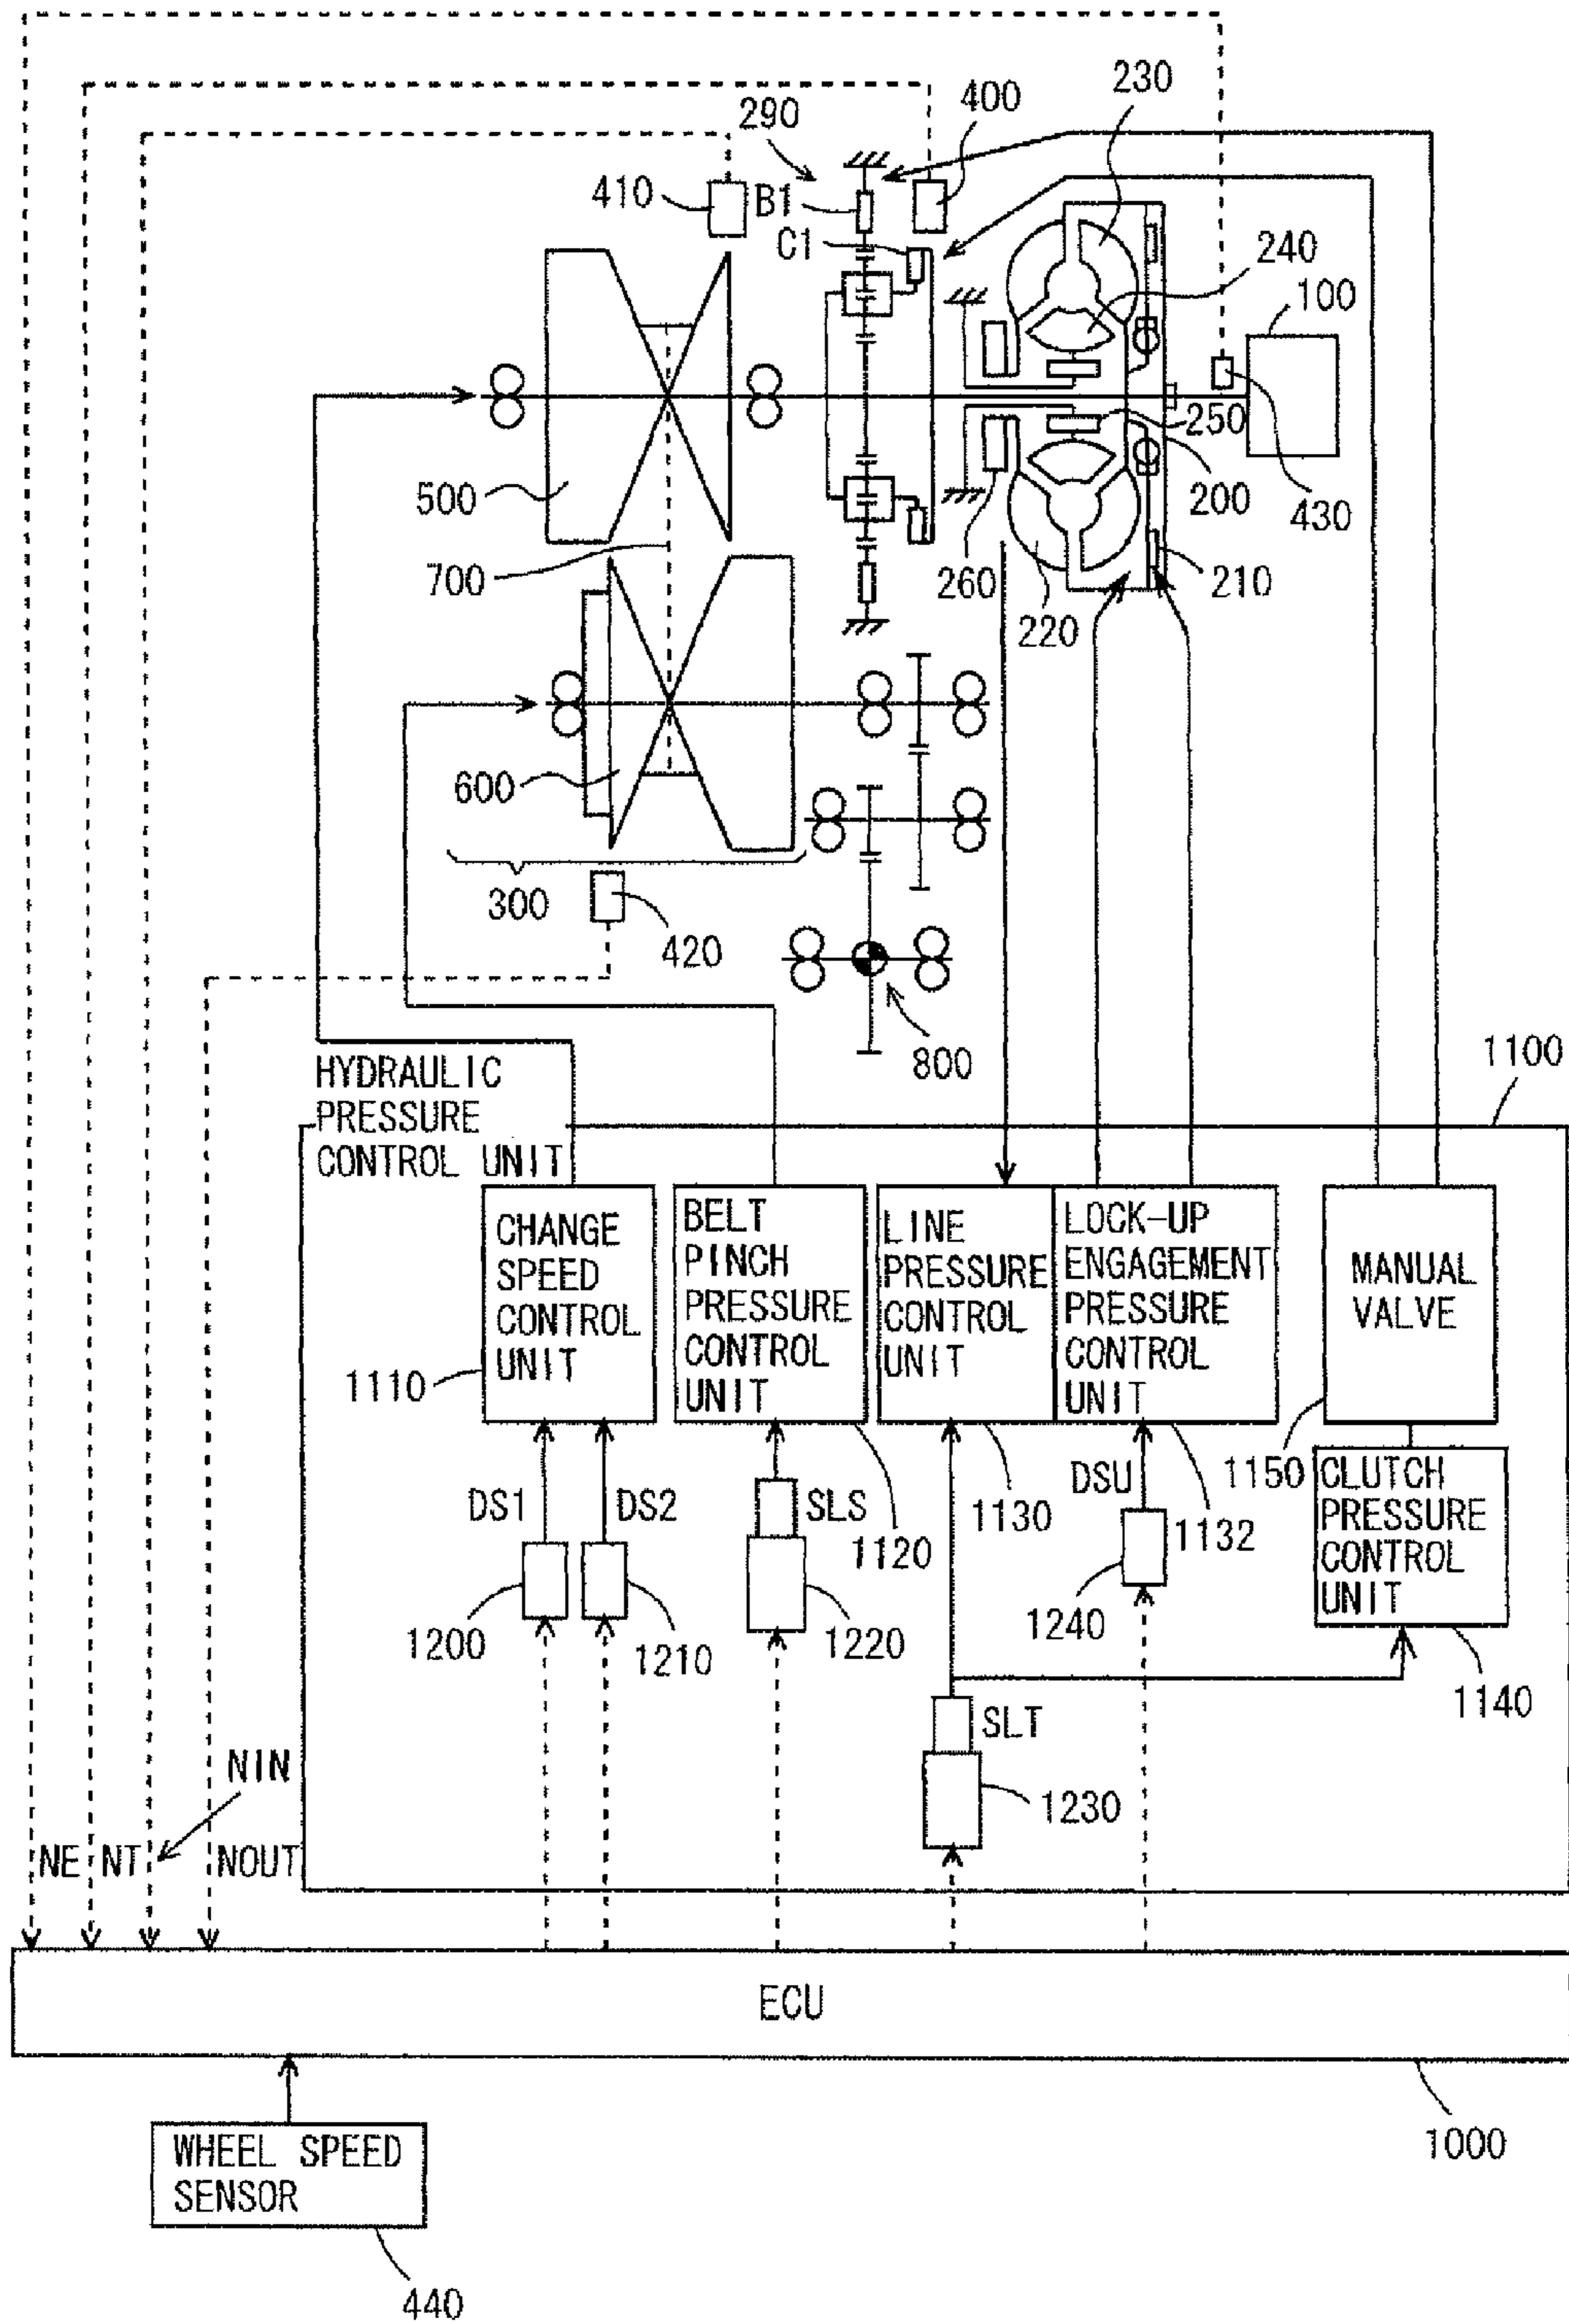 230
400
290
410
B1
C1
240
100
250
500
200
430
700
260
210
220
600
300
420
800
1100
HYDRAULIC
PRESSURE
CONTROL UNIT
CHANGE
SPEED
CONTROL
UNIT
BELT
PINCH
PRESSURE
CONTROL
UNIT
LINE
PRESSURE
CONTROL
UNIT
LOCK-UP
ENGAGEMENT
PRESSURE
CONTROL
UNIT
MANUAL
VALVE
1110
1150
CLUTCH
PRESSURE
CONTROL
UNIT
DS1
DS2
SLS
1120
1130
DSU
1132
1200
1210
1220
1240
1140
SLT
1230
NIN
NE
NT
NOUT
ECU
1000
WHEEL SPEED
SENSOR
440